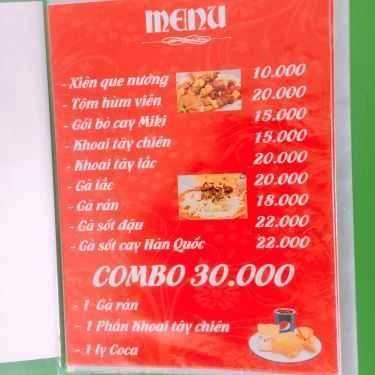 MENU
- Xiên que nướng 10.000
- Tôm hùm viên 20.000
- Gỏi bò cay Miki 15.000
- Khoai tây chiên 15.000
- Khoai tây lắc 20.000
- Gà lắc 20.000
- Gà rán 18.000
- Gà sốt đậu 22.000
- Gà sốt cay Hàn Quốc 22.000
COMBO 30.000
- 1 Gà rán
- 1 Phần Khoai tây chiên
- 1 ly Coca